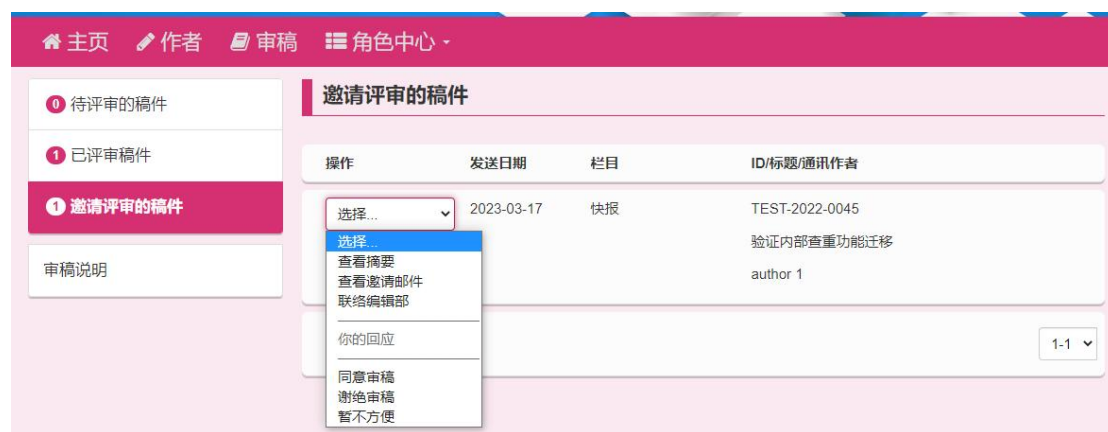 主页 作者 审稿 角色中心
0 待评审的稿件
1 已评审稿件
1 邀请评审的稿件
审稿说明
邀请评审的稿件
操作 发送日期 栏目 ID/标题/通讯作者
选择... 2023-03-17 快报 TEST-2022-0045
验证内部查重功能迁移
author 1
选择...
查看摘要
查看邀请邮件
联络编辑部
你的回应
同意审稿
谢绝审稿
暂不方便
1-1